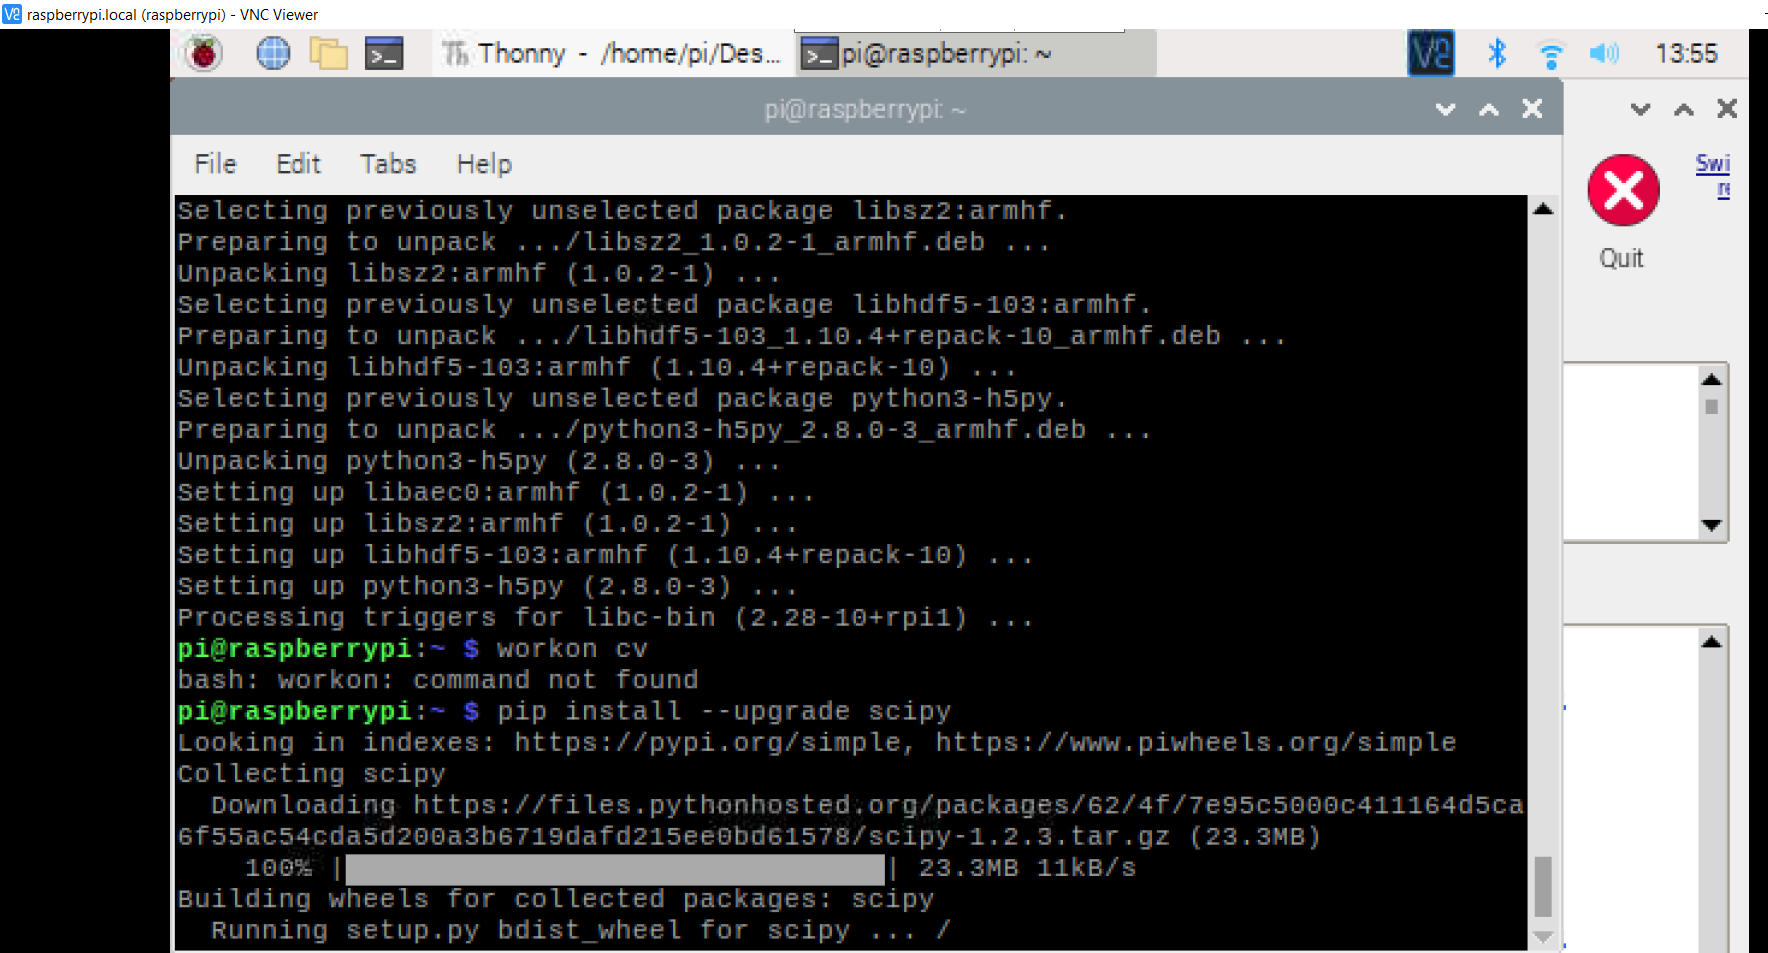 raspberrypi.local (raspberrypi) - VNC Viewer
Thonny - /home/pi/Des...
pi@raspberrypi: ~
13:55
pi@raspberrypi: ~
File Edit Tabs Help
Swi
Quit
Selecting previously unselected package libsz2:armhf.
Preparing to unpack .../libsz2_1.0.2-1_armhf.deb ...
Unpacking libsz2:armhf (1.0.2-1) ...
Selecting previously unselected package libhdf5-103:armhf.
Preparing to unpack .../libhdf5-103_1.10.4+repack-10_armhf.deb ...
Unpacking libhdf5-103:armhf (1.10.4+repack-10) ...
Selecting previously unselected package python3-h5py.
Preparing to unpack .../python3-h5py_2.8.0-3_armhf.deb ...
Unpacking python3-h5py (2.8.0-3) ...
Setting up libaec0:armhf (1.0.2-1) ...
Setting up libsz2:armhf (1.0.2-1) ...
Setting up libhdf5-103:armhf (1.10.4+repack-10) ...
Setting up python3-h5py (2.8.0-3) ...
Processing triggers for libc-bin (2.28-10+rpi1) ...
pi@raspberrypi:~ $ workon cv
bash: workon: command not found
pi@raspberrypi:~ $ pip install --upgrade scipy
Looking in indexes: https://pypi.org/simple, https://www.piwheels.org/simple
Collecting scipy
Downloading https://files.pythonhosted.org/packages/62/4f/7e95c5000c411164d5ca
6f55ac54cda5d200a3b6719dafd215ee0bd61578/scipy-1.2.3.tar.gz (23.3MB)
100% | | 23.3MB 11kB/s
Building wheels for collected packages: scipy
Running setup.py bdist_wheel for scipy ... /